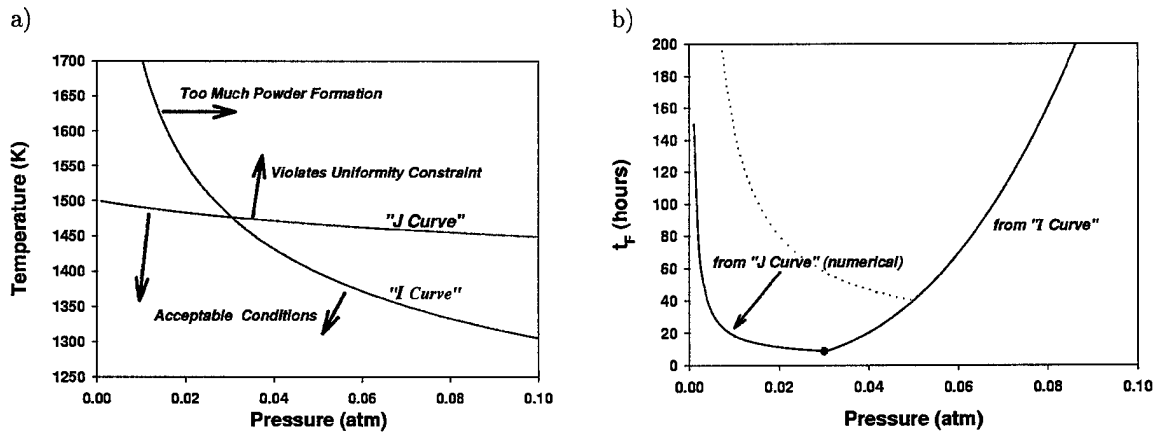 a)
1700
1650
1600
1550
1500
1450
1400
1350
1300
1250
Temperature (K)
Too Much Powder Formation
Violates Uniformity Constraint
"J Curve"
"I Curve"
Acceptable Conditions
0.00 0.02 0.04 0.06 0.08 0.10
Pressure (atm)
b)
200
180
160
140
120
100
80
60
40
20
0
t_F (hours)
from "I Curve"
from "J Curve" (numerical)
0.00 0.02 0.04 0.06 0.08 0.10
Pressure (atm)